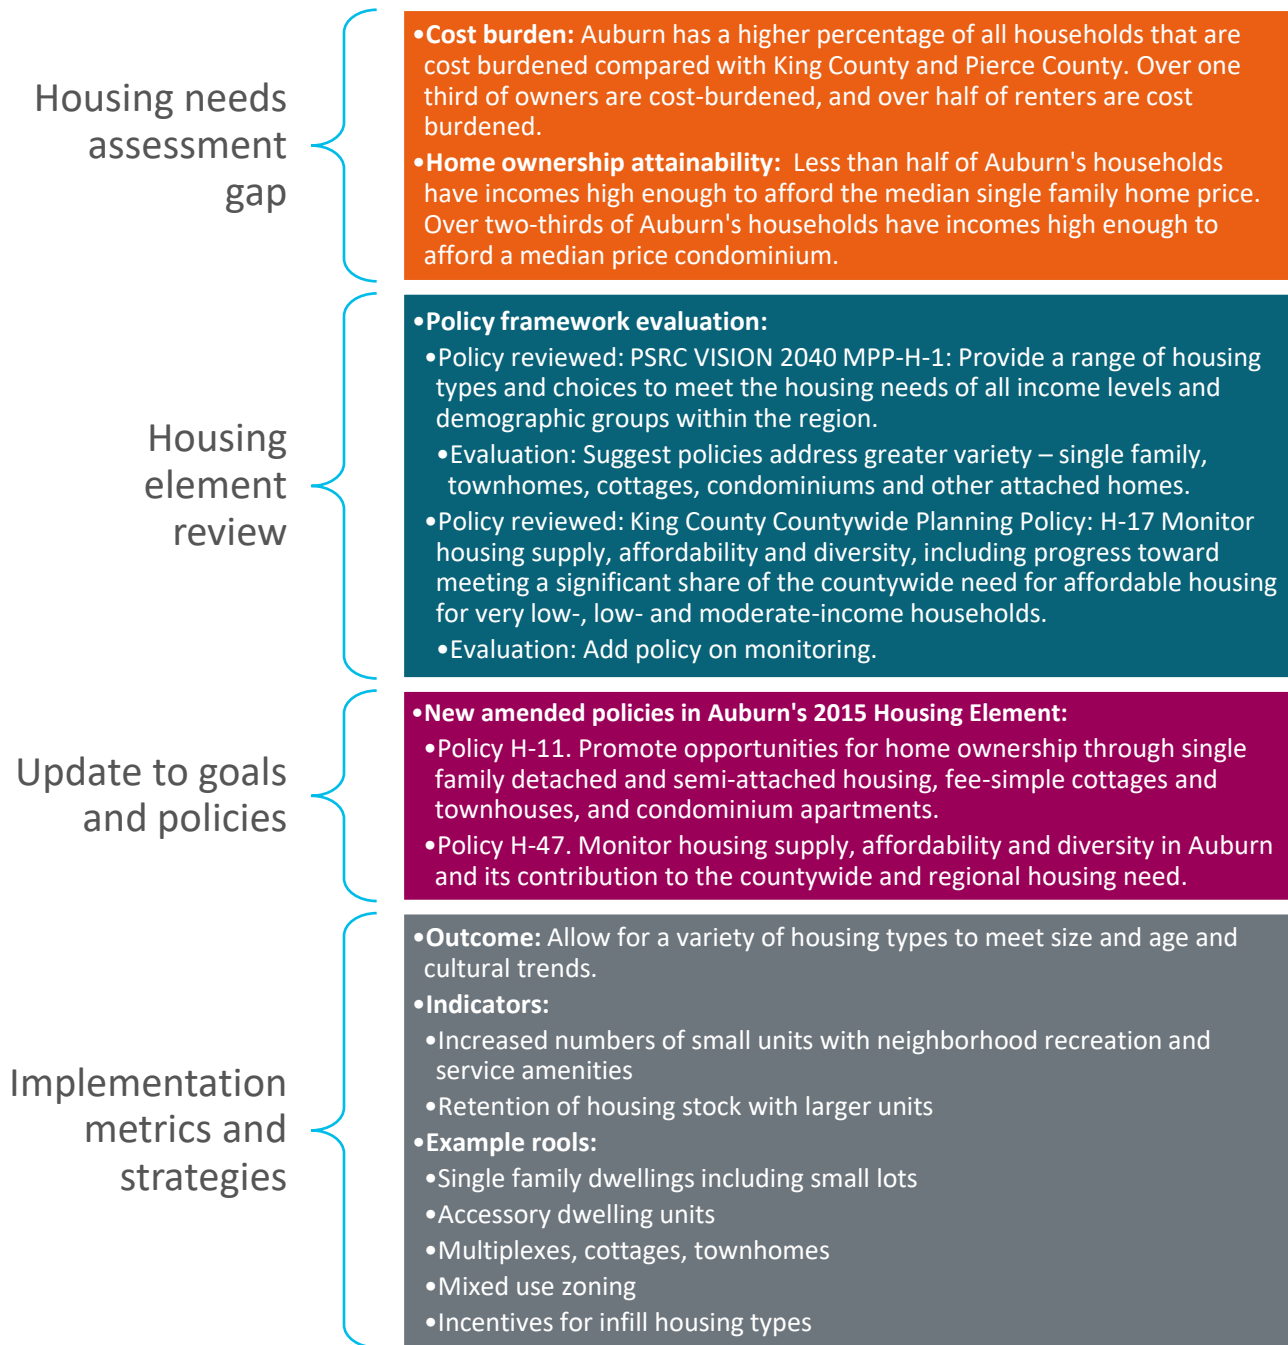 Housing needs
assessment
gap
•Cost burden: Auburn has a higher percentage of all households that are
cost burdened compared with King County and Pierce County. Over one
third of owners are cost-burdened, and over half of renters are cost
burdened.
•Home ownership attainability:  Less than half of Auburn's households
have incomes high enough to afford the median single family home price.
Over two-thirds of Auburn's households have incomes high enough to
afford a median price condominium.
Housing
element
review
•Policy framework evaluation:
•Policy reviewed: PSRC VISION 2040 MPP-H-1: Provide a range of housing
types and choices to meet the housing needs of all income levels and
demographic groups within the region.
•Evaluation: Suggest policies address greater variety – single family,
townhomes, cottages, condominiums and other attached homes.
•Policy reviewed: King County Countywide Planning Policy: H-17 Monitor
housing supply, affordability and diversity, including progress toward
meeting a significant share of the countywide need for affordable housing
for very low-, low- and moderate-income households.
•Evaluation: Add policy on monitoring.
Update to goals
and policies
•New amended policies in Auburn's 2015 Housing Element:
•Policy H-11. Promote opportunities for home ownership through single
family detached and semi-attached housing, fee-simple cottages and
townhouses, and condominium apartments.
•Policy H-47. Monitor housing supply, affordability and diversity in Auburn
and its contribution to the countywide and regional housing need.
Implementation
metrics and
strategies
•Outcome: Allow for a variety of housing types to meet size and age and
cultural trends.
•Indicators:
•Increased numbers of small units with neighborhood recreation and
service amenities
•Retention of housing stock with larger units
•Example rools:
•Single family dwellings including small lots
•Accessory dwelling units
•Multiplexes, cottages, townhomes
•Mixed use zoning
•Incentives for infill housing types